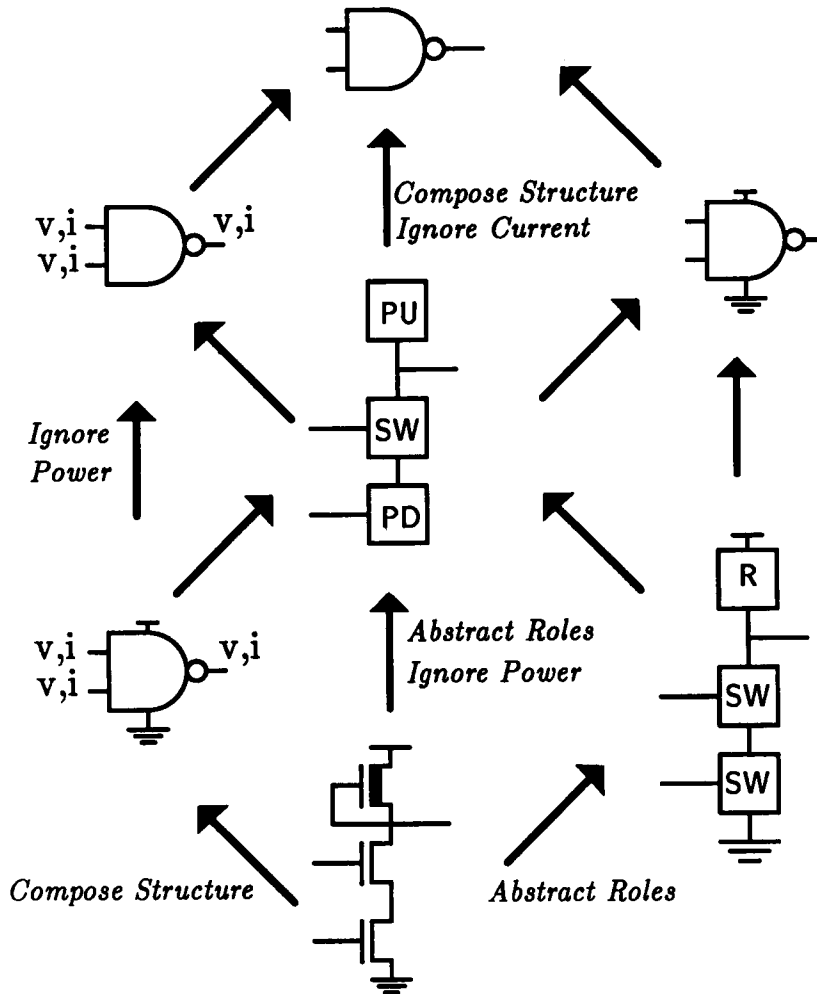 Compose Structure
Ignore Current
v,i
v,i
v,i
PU
SW
PD
Ignore
Power
R
SW
SW
v,i
v,i
v,i
Abstract Roles
Ignore Power
Compose Structure
Abstract Roles